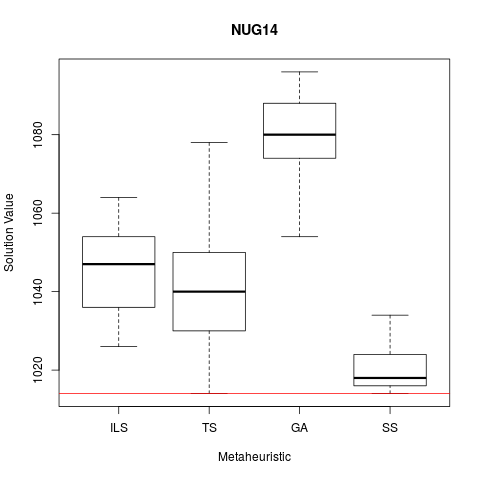 NUG14
Solution Value
1080
1060
1040
1020
ILS TS GA SS
Metaheuristic